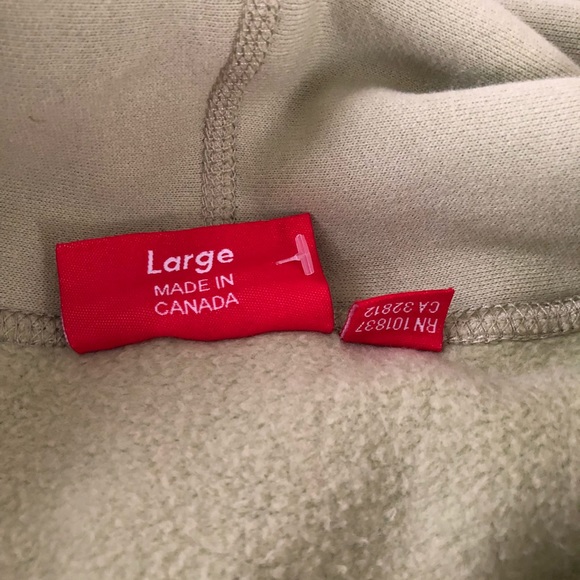 Large
MADE IN
CANADA
RN 101837
CA 32812